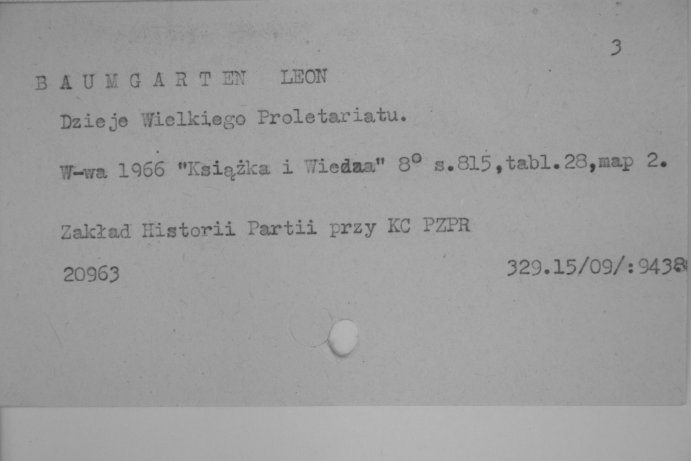 3
BAUMGARTEN LEON
Dzieje Wielkiego Proletariatu.
W-wa 1966 "Książka i Wiedza" 8° s.815,tabl.28,map 2.
Zakład Historii Partii przy KC PZPR
20963
329.15/09/:9438